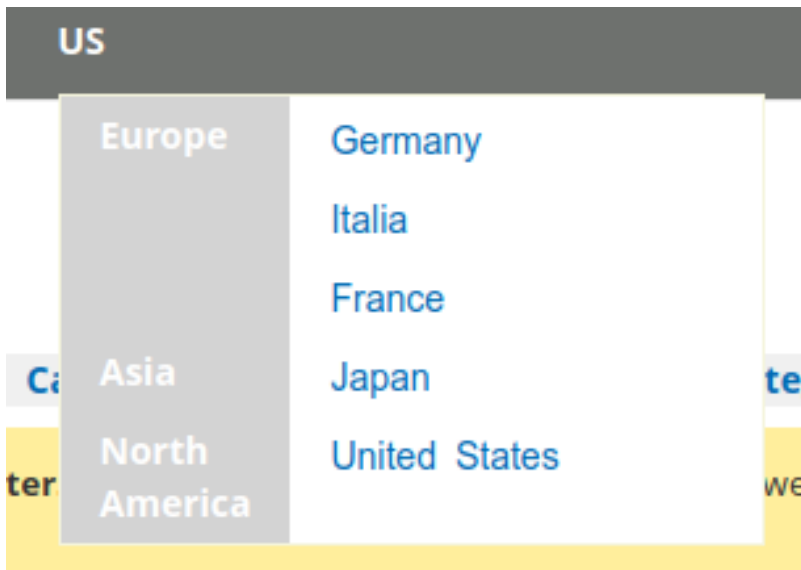 US
Europe Germany
Italia
France
Asia Japan
North United States
America